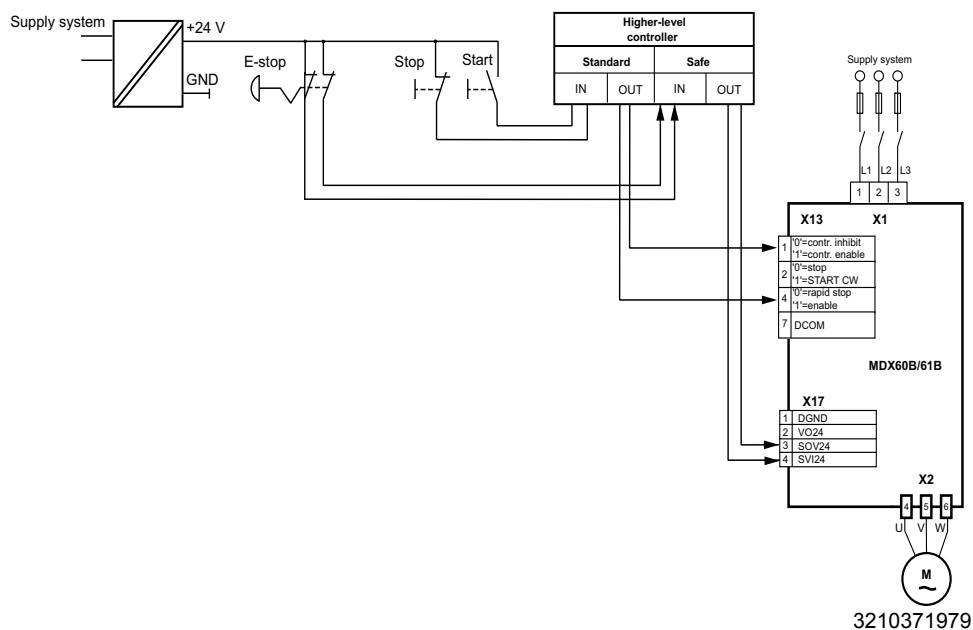 Supply system
+24 V
GND
E-stop
Stop
Start
Higher-level
controller
Standard
Safe
IN
OUT
IN
OUT
Supply system
L1
L2
L3
1
2
3
X13
X1
1
'0'=contr. inhibit
'1'=contr. enable
2
'0'=stop
'1'=START CW
4
'0'=rapid stop
'1'=enable
7
DCOM
MDX60B/61B
X17
1 DGND
2 VO24
3 SOV24
4 SVI24
X2
4
5
6
U
V
W
M
~
3210371979